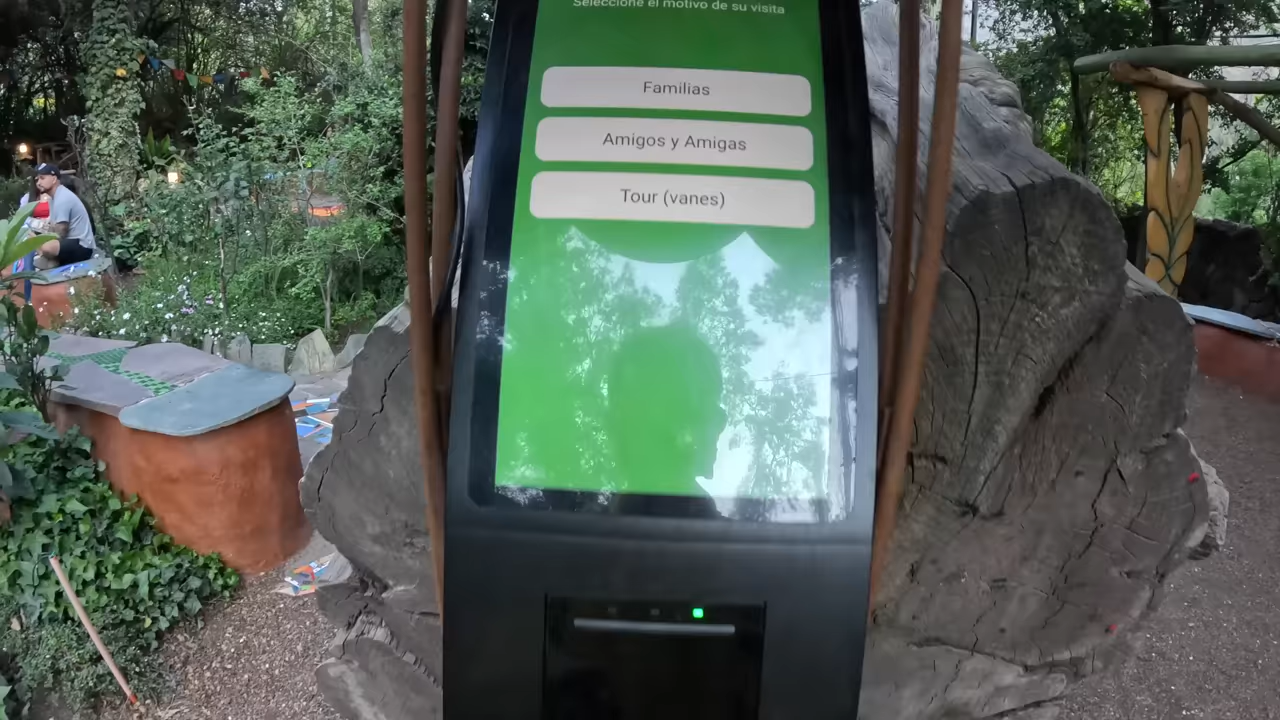 Seleccione el motivo de su visita
Familias
Amigos y Amigas
Tour (vanes)